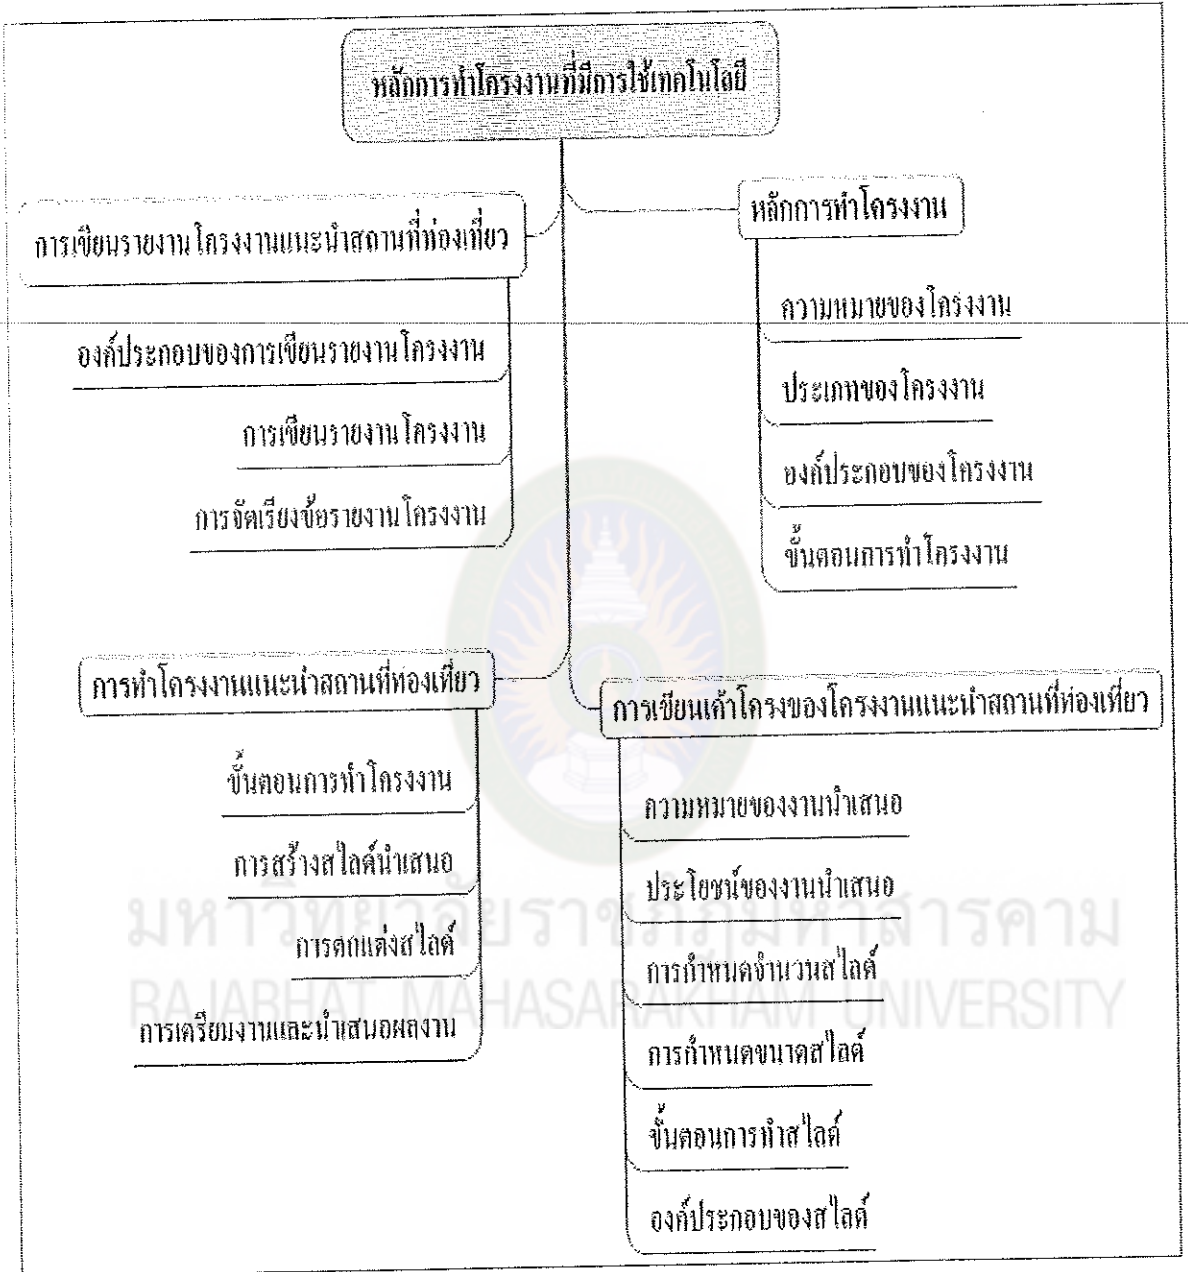 หลักการทำโครงงานที่มีการใช้เทคโนโลยี
หลักการทำโครงงาน
ความหมายของโครงงาน
ประเภทของโครงงาน
องค์ประกอบของโครงงาน
ขั้นตอนการทำโครงงาน
การเขียนรายงานโครงงานแนะนำสถานที่ท่องเที่ยว
องค์ประกอบของการเขียนรายงานโครงงาน
การเขียนรายงานโครงงาน
การจัดเรียงข้อรายงานโครงงาน
การทำโครงงานแนะนำสถานที่ท่องเที่ยว
ขั้นตอนการทำโครงงาน
การสร้างสไลด์นำเสนอ
การตกแต่งสไลด์
การเตรียมงานและนำเสนอผลงาน
การเขียนเค้าโครงของโครงงานแนะนำสถานที่ท่องเที่ยว
ความหมายของงานนำเสนอ
ประโยชน์ของงานนำเสนอ
การกำหนดจำนวนสไลด์
การกำหนดขนาดสไลด์
ขั้นตอนการทำสไลด์
องค์ประกอบของสไลด์
มหาวิทยาลัยราชภัฏมหาสารคาม
RAJABHAT MAHASARAKHAM UNIVERSITY